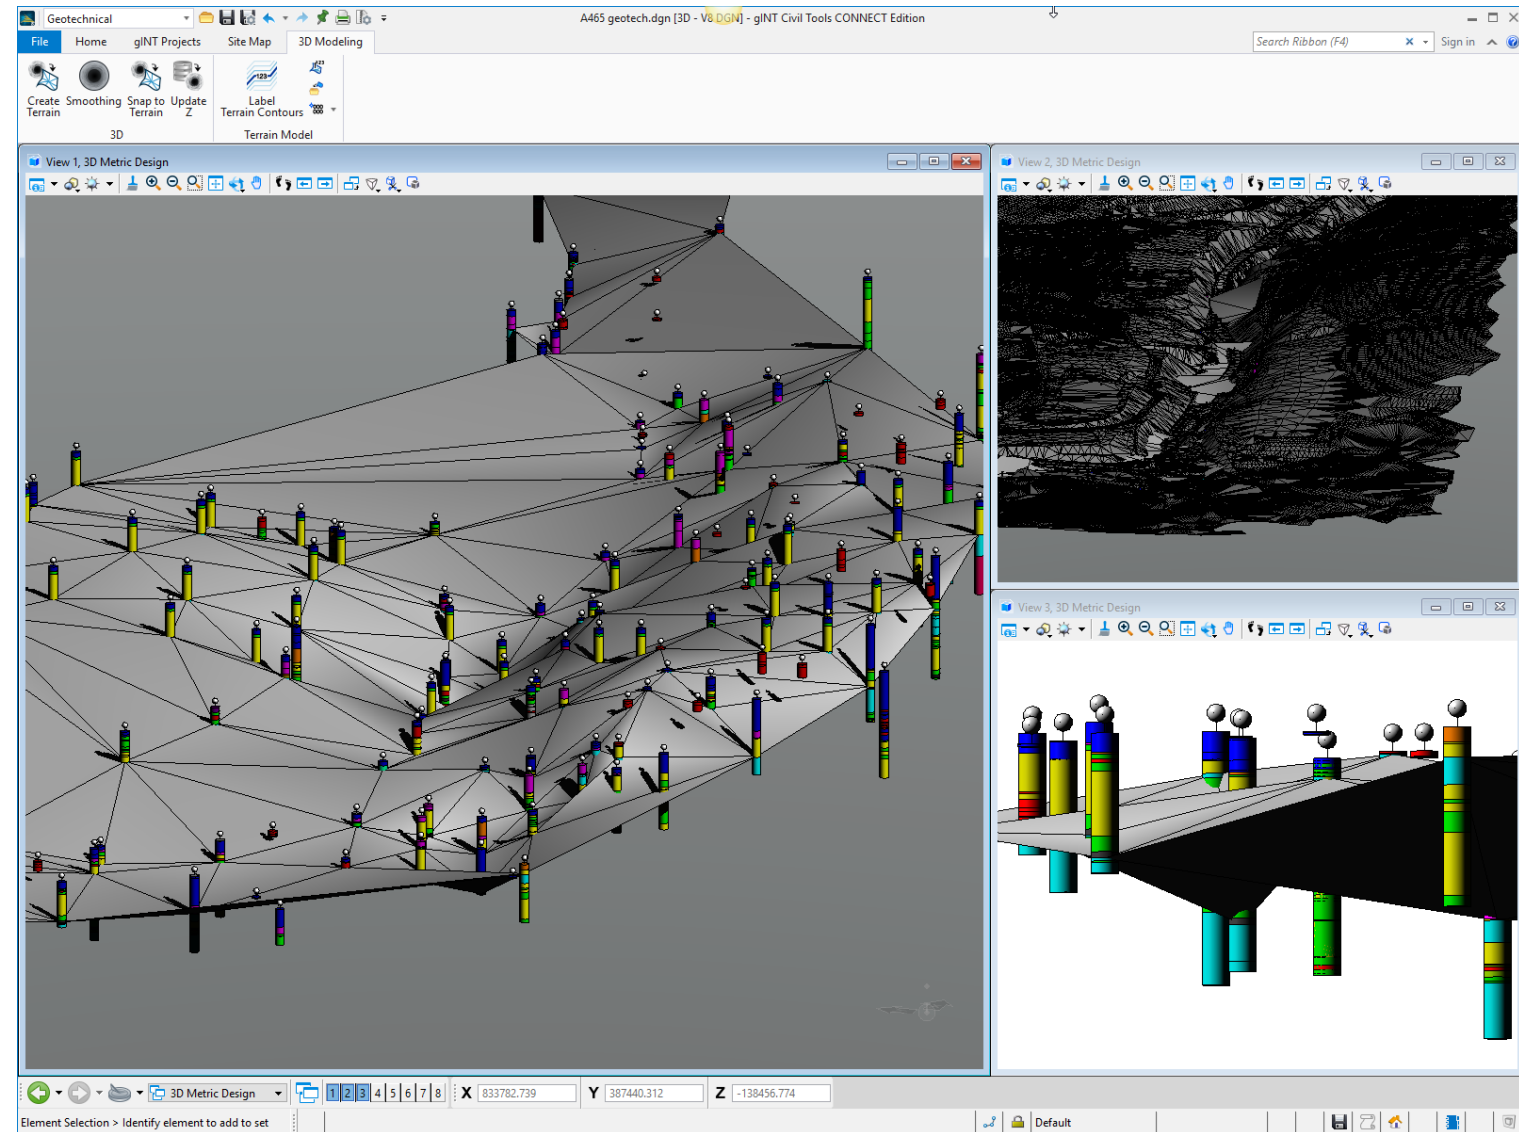 Geotechnical
A465 geotech.dgn [3D - V8 DGN] - gINT Civil Tools CONNECT Edition
File Home gINT Projects Site Map 3D Modeling
Search Ribbon (F4)
Sign in
Create Terrain
Smoothing
Snap to Terrain
Update Z
Label Terrain Contours
3D
Terrain Model
View 1, 3D Metric Design
View 2, 3D Metric Design
View 3, 3D Metric Design
3D Metric Design
1 2 3 4 5 6 7 8
X 833782.739
Y 387440.312
Z -138456.774
Element Selection > Identify element to add to set
Default